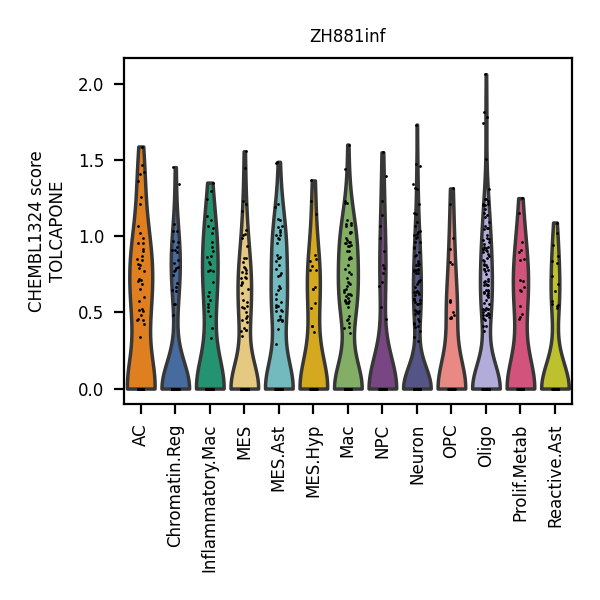 ZH881inf
CHEMBL1324 score
TOLCAPONE
2.0
1.5
1.0
0.5
0.0
AC
Chromatin.Reg
Inflammatory.Mac
MES
MES.Ast
MES.Hyp
Mac
NPC
Neuron
OPC
Oligo
Prolif.Metab
Reactive.Ast